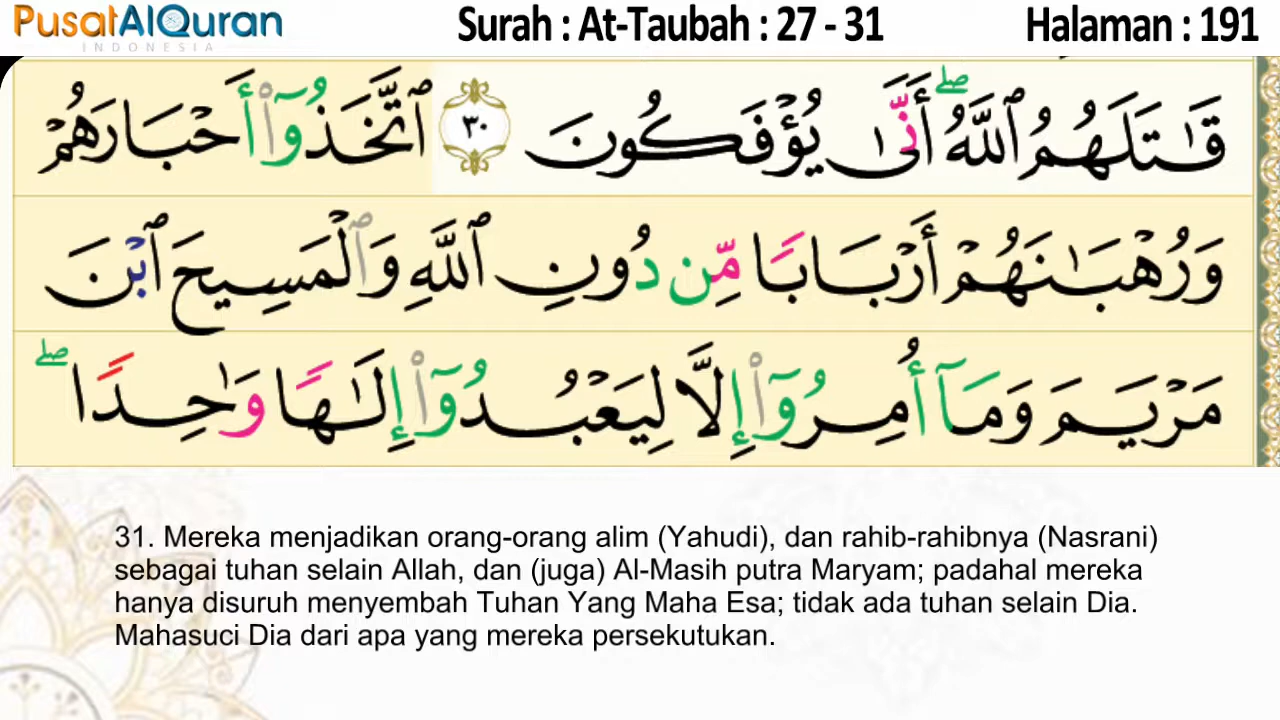 PusatAlQuran
INDONESIA
Surah : At-Taubah : 27 - 31
Halaman : 191
قَـٰتَلَهُمُ ٱللَّهُ ۖ أَنَّىٰ يُؤْفَكُونَ ٣٠ ٱتَّخَذُوٓا۟ أَحْبَارَهُمْ
وَرُهْبَـٰنَهُمْ أَرْبَابًا مِّن دُونِ ٱللَّهِ وَٱلْمَسِيحَ ٱبْنَ
مَرْيَمَ وَمَآ أُمِرُوٓا۟ إِلَّا لِيَعْبُدُوٓا۟ إِلَـٰهًا وَٰحِدًا ۖ
31. Mereka menjadikan orang-orang alim (Yahudi), dan rahib-rahibnya (Nasrani)
sebagai tuhan selain Allah, dan (juga) Al-Masih putra Maryam; padahal mereka
hanya disuruh menyembah Tuhan Yang Maha Esa; tidak ada tuhan selain Dia.
Mahasuci Dia dari apa yang mereka persekutukan.